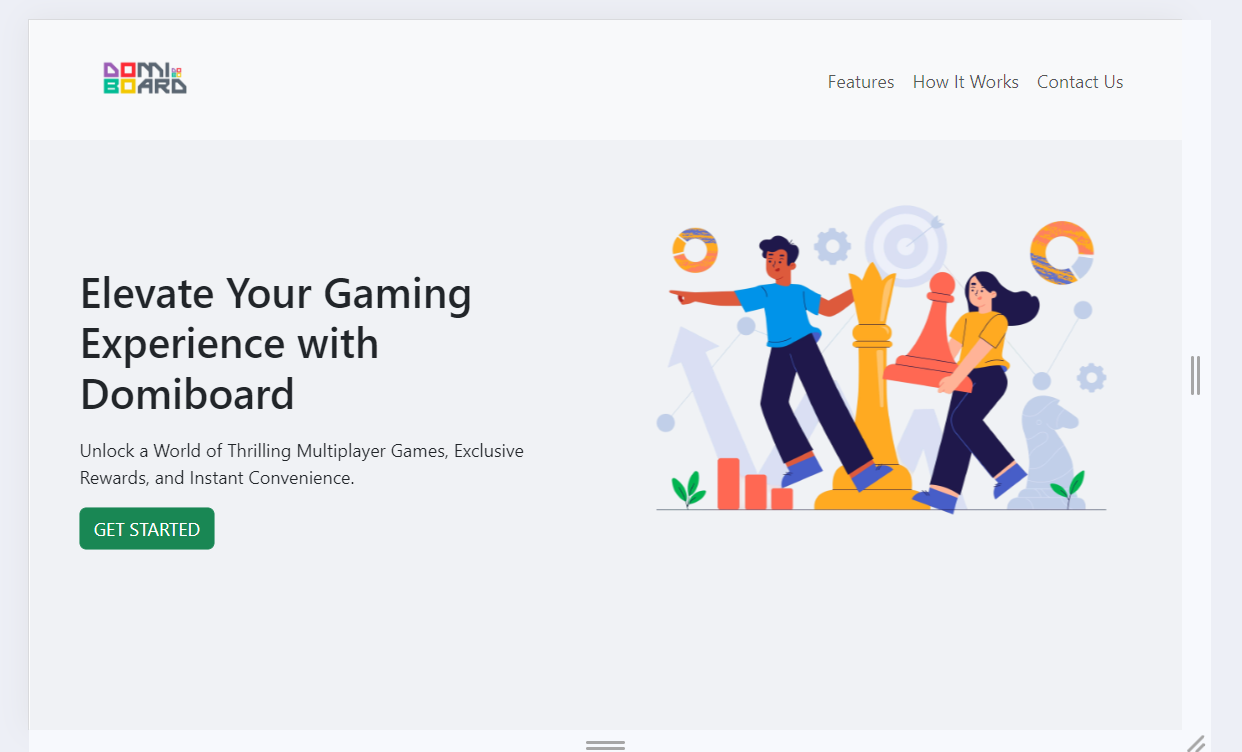 DOMI
BOARD
Features How It Works Contact Us
Elevate Your Gaming
Experience with
Domiboard
Unlock a World of Thrilling Multiplayer Games, Exclusive
Rewards, and Instant Convenience.
GET STARTED